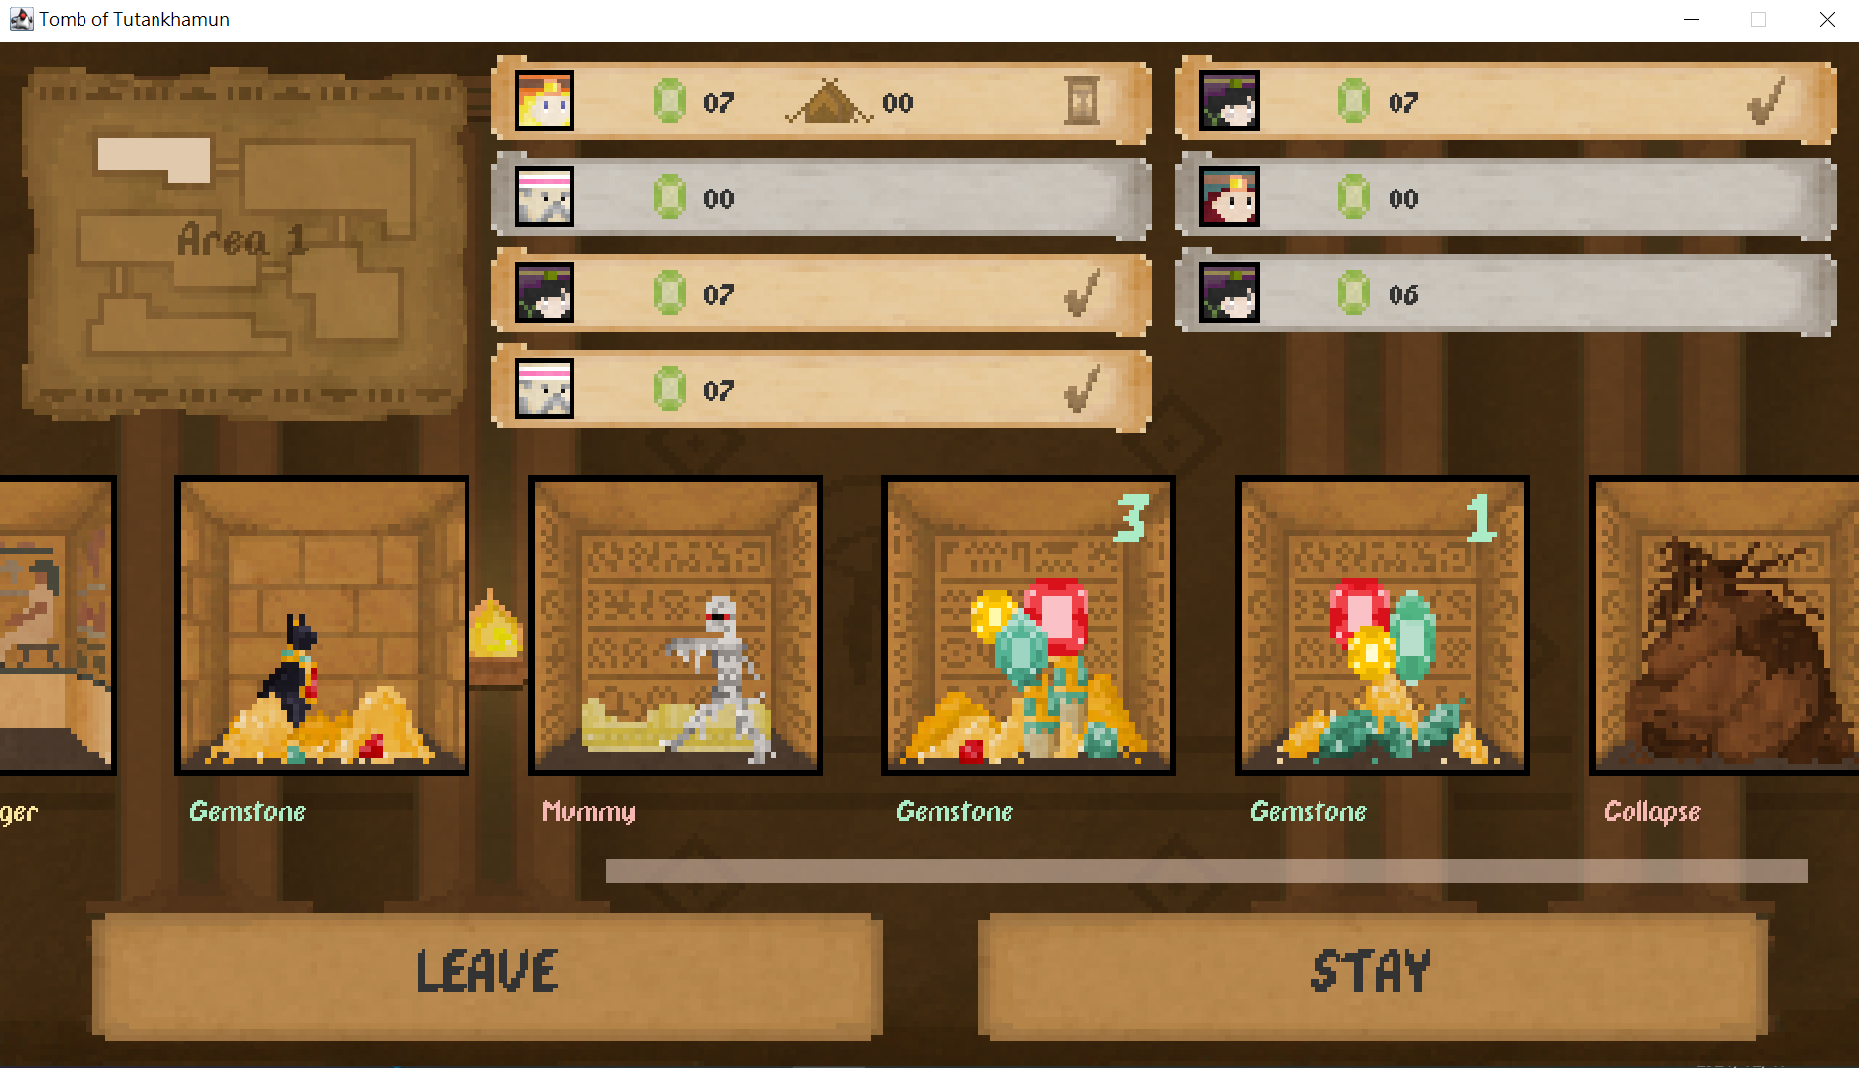 Tomb of Tutankhamun
07 00
07
00
00
07
06
07
Area 1
3
1
ger
Gemstone
Mummy
Gemstone
Gemstone
Collapse
LEAVE
STAY